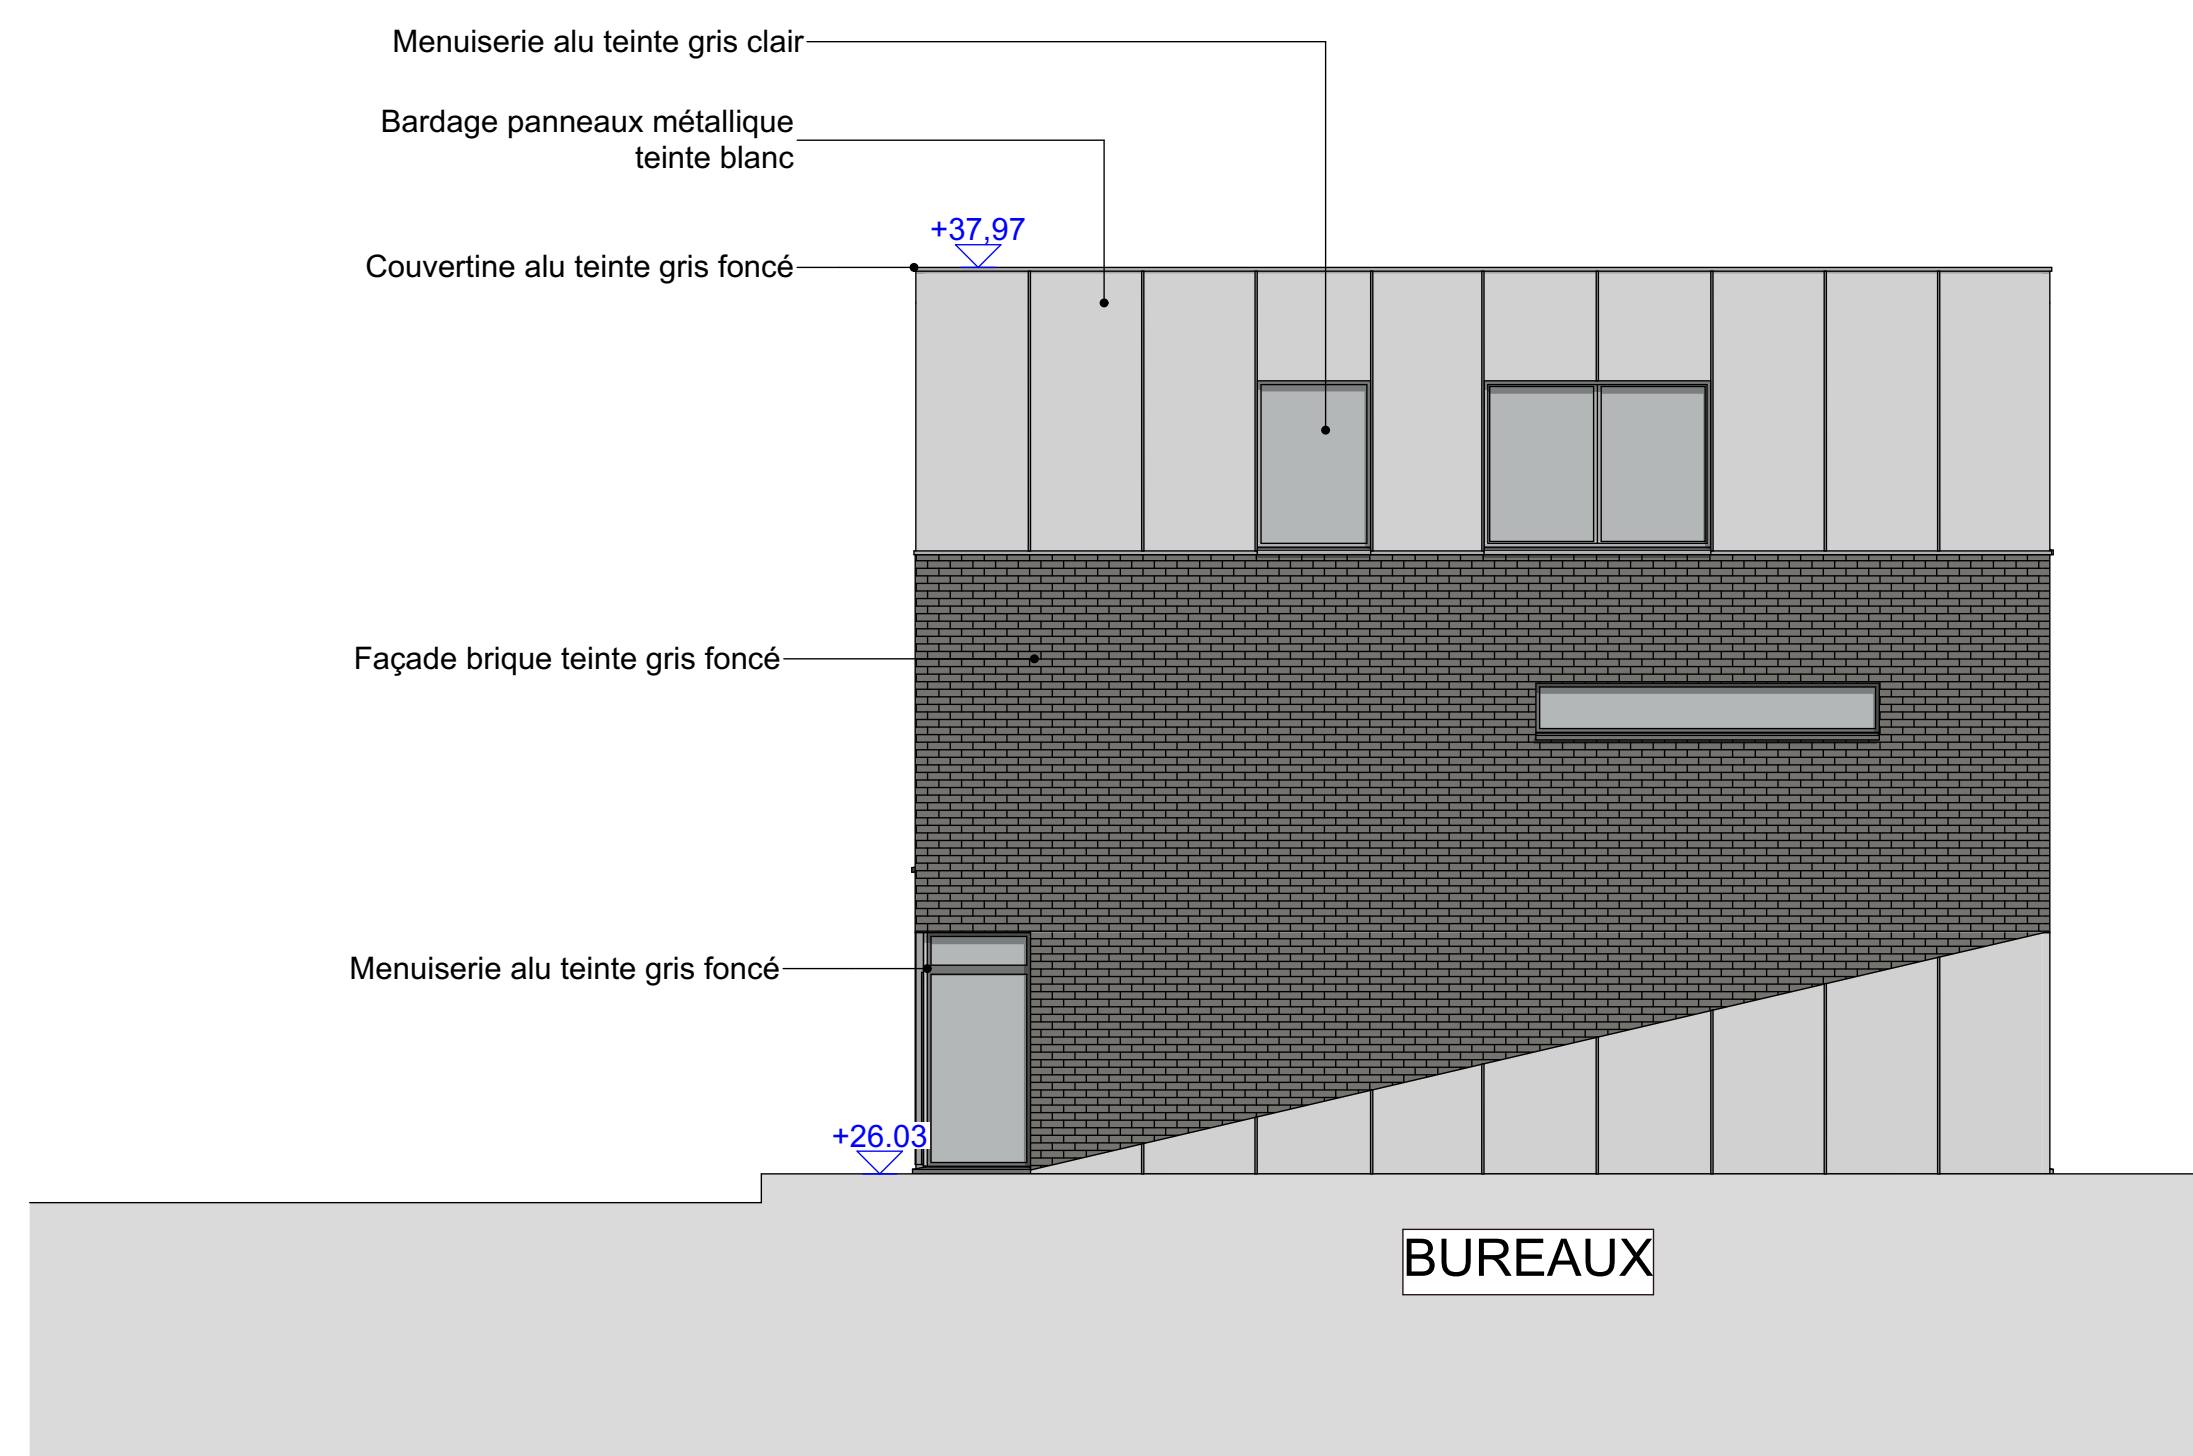 Menuiserie alu teinte gris clair
Bardage panneaux métallique
teinte blanc
+37,97
Couvertine alu teinte gris foncé
Façade brique teinte gris foncé
Menuiserie alu teinte gris foncé
+26.03
BUREAUX